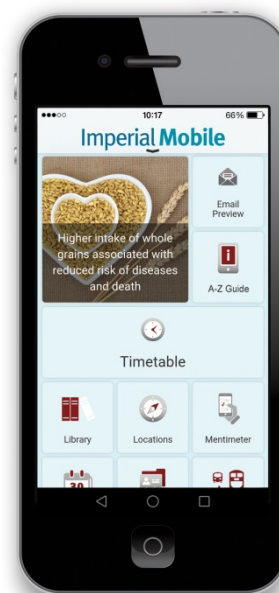 10:17
66%
Imperial Mobile
Higher intake of whole
grains associated with
reduced risk of diseases
and death
Email
Preview
A-Z Guide
Timetable
Library
Locations
Mentimeter
30